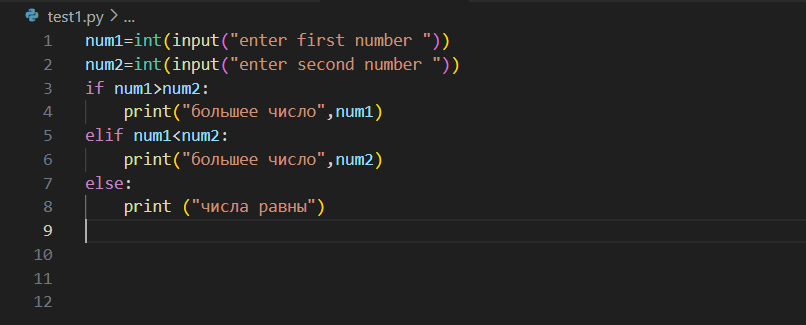 test1.py > ...
1 num1=int(input("enter first number "))
2 num2=int(input("enter second number "))
3 if num1>num2:
4     print("большее число",num1)
5 elif num1<num2:
6     print("большее число",num2)
7 else:
8     print ("числа равны")
9
10
11
12